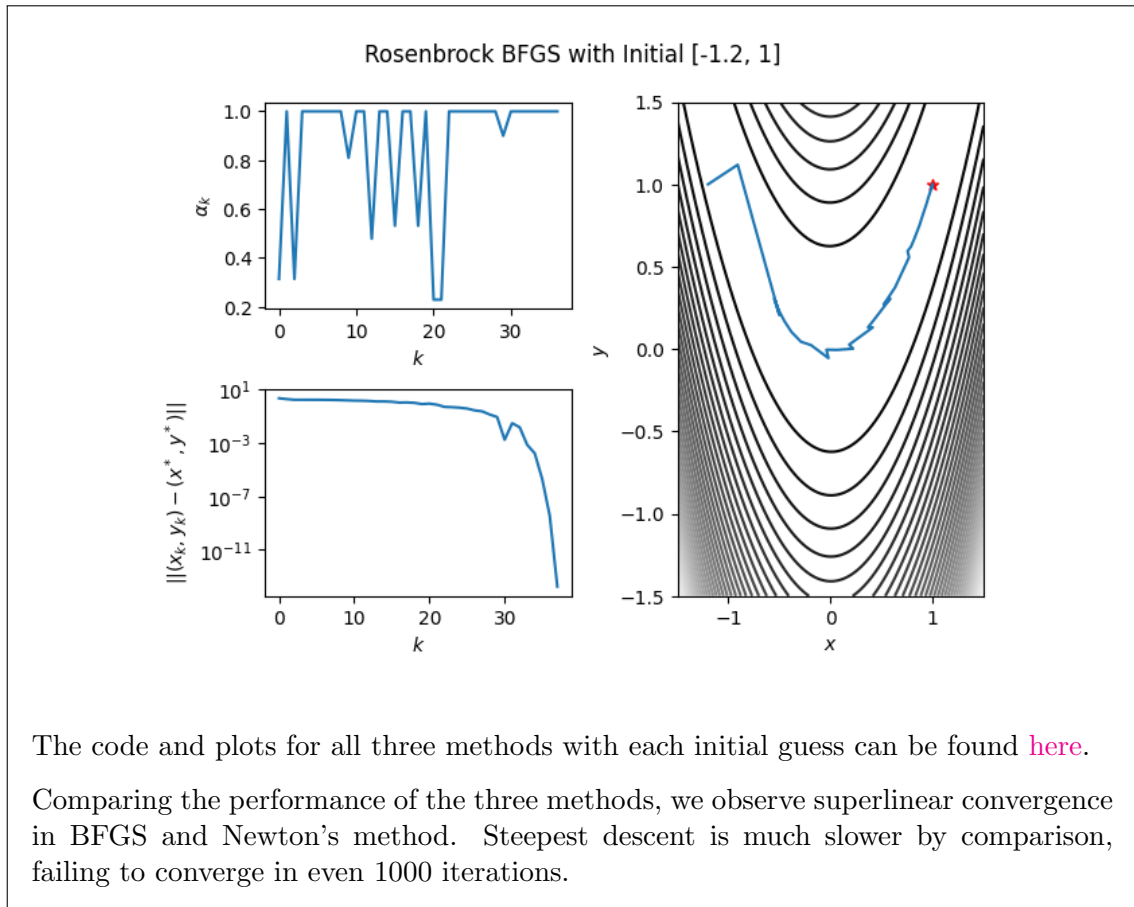 Rosenbrock BFGS with Initial [-1.2, 1]
1.0
0.8
0.6
0.4
0.2
α_k
0
10
20
30
k
10^1
10^{-3}
10^{-7}
10^{-11}
||(x_k, y_k) − (x^*, y^*)||
0
10
20
30
k
1.5
1.0
0.5
0.0
−0.5
−1.0
−1.5
y
−1
0
1
x
The code and plots for all three methods with each initial guess can be found here.
Comparing the performance of the three methods, we observe superlinear convergence
in BFGS and Newton's method. Steepest descent is much slower by comparison,
failing to converge in even 1000 iterations.